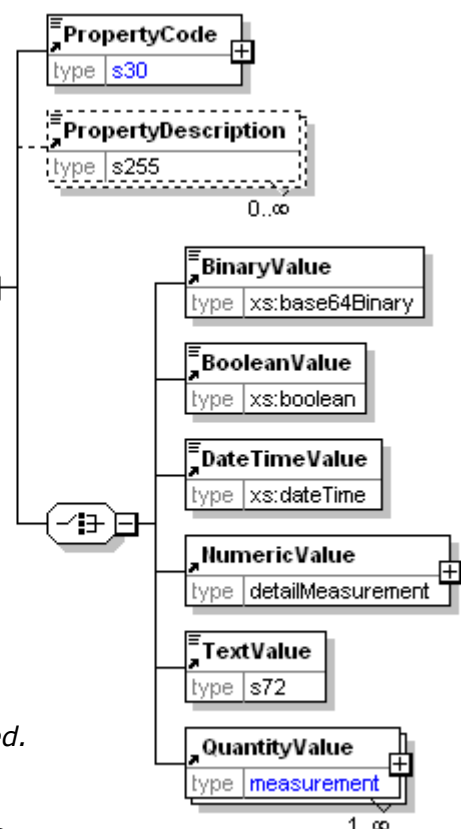 PropertyCode
type s30
PropertyDescription
type s255
0..∞
BinaryValue
type xs:base64Binary
BooleanValue
type xs:boolean
DateTimeValue
type xs:dateTime
NumericValue
type detailMeasurement
TextValue
type s72
QuantityValue
type measurement
1..∞